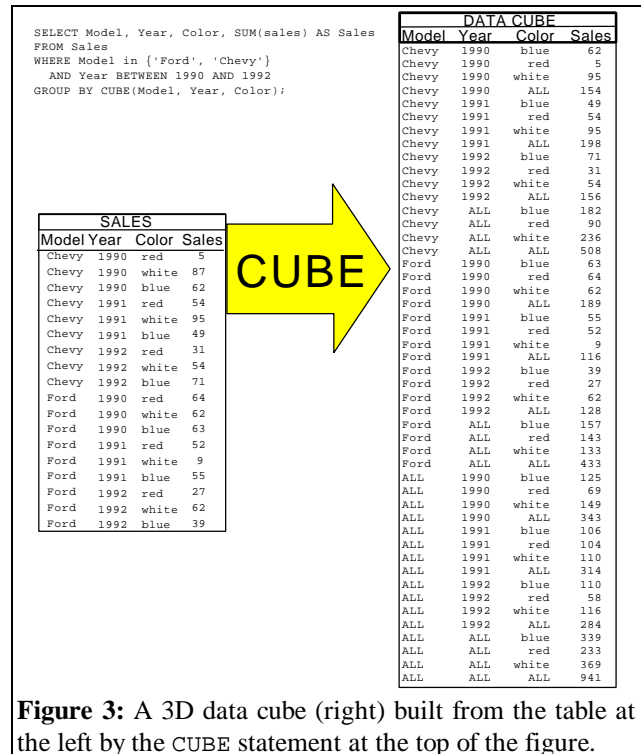 SELECT Model, Year, Color, SUM(sales) AS Sales
FROM Sales
WHERE Model in {'Ford', 'Chevy'}
AND Year BETWEEN 1990 AND 1992
GROUP BY CUBE(Model, Year, Color);
SALES
Model Year Color Sales
Chevy 1990 red 5
Chevy 1990 white 87
Chevy 1990 blue 62
Chevy 1991 red 54
Chevy 1991 white 95
Chevy 1991 blue 49
Chevy 1992 red 31
Chevy 1992 white 54
Chevy 1992 blue 71
Ford 1990 red 64
Ford 1990 white 62
Ford 1990 blue 63
Ford 1991 red 52
Ford 1991 white 9
Ford 1991 blue 55
Ford 1992 red 27
Ford 1992 white 62
Ford 1992 blue 39
CUBE
DATA CUBE
Model Year Color Sales
Chevy 1990 blue 62
Chevy 1990 red 5
Chevy 1990 white 95
Chevy 1990 ALL 154
Chevy 1991 blue 49
Chevy 1991 red 54
Chevy 1991 white 95
Chevy 1991 ALL 198
Chevy 1992 blue 71
Chevy 1992 red 31
Chevy 1992 white 54
Chevy 1992 ALL 156
Chevy ALL blue 182
Chevy ALL red 90
Chevy ALL white 236
Chevy ALL ALL 508
Ford 1990 blue 63
Ford 1990 red 64
Ford 1990 white 62
Ford 1990 ALL 189
Ford 1991 blue 55
Ford 1991 red 52
Ford 1991 white 9
Ford 1991 ALL 116
Ford 1992 blue 39
Ford 1992 red 27
Ford 1992 white 62
Ford 1992 ALL 128
Ford ALL blue 157
Ford ALL red 143
Ford ALL white 133
Ford ALL ALL 433
ALL 1990 blue 125
ALL 1990 red 69
ALL 1990 white 149
ALL 1990 ALL 343
ALL 1991 blue 106
ALL 1991 red 104
ALL 1991 white 110
ALL 1991 ALL 314
ALL 1992 blue 110
ALL 1992 red 58
ALL 1992 white 116
ALL 1992 ALL 284
ALL ALL blue 339
ALL ALL red 233
ALL ALL white 369
ALL ALL ALL 941
Figure 3: A 3D data cube (right) built from the table at
the left by the CUBE statement at the top of the figure.